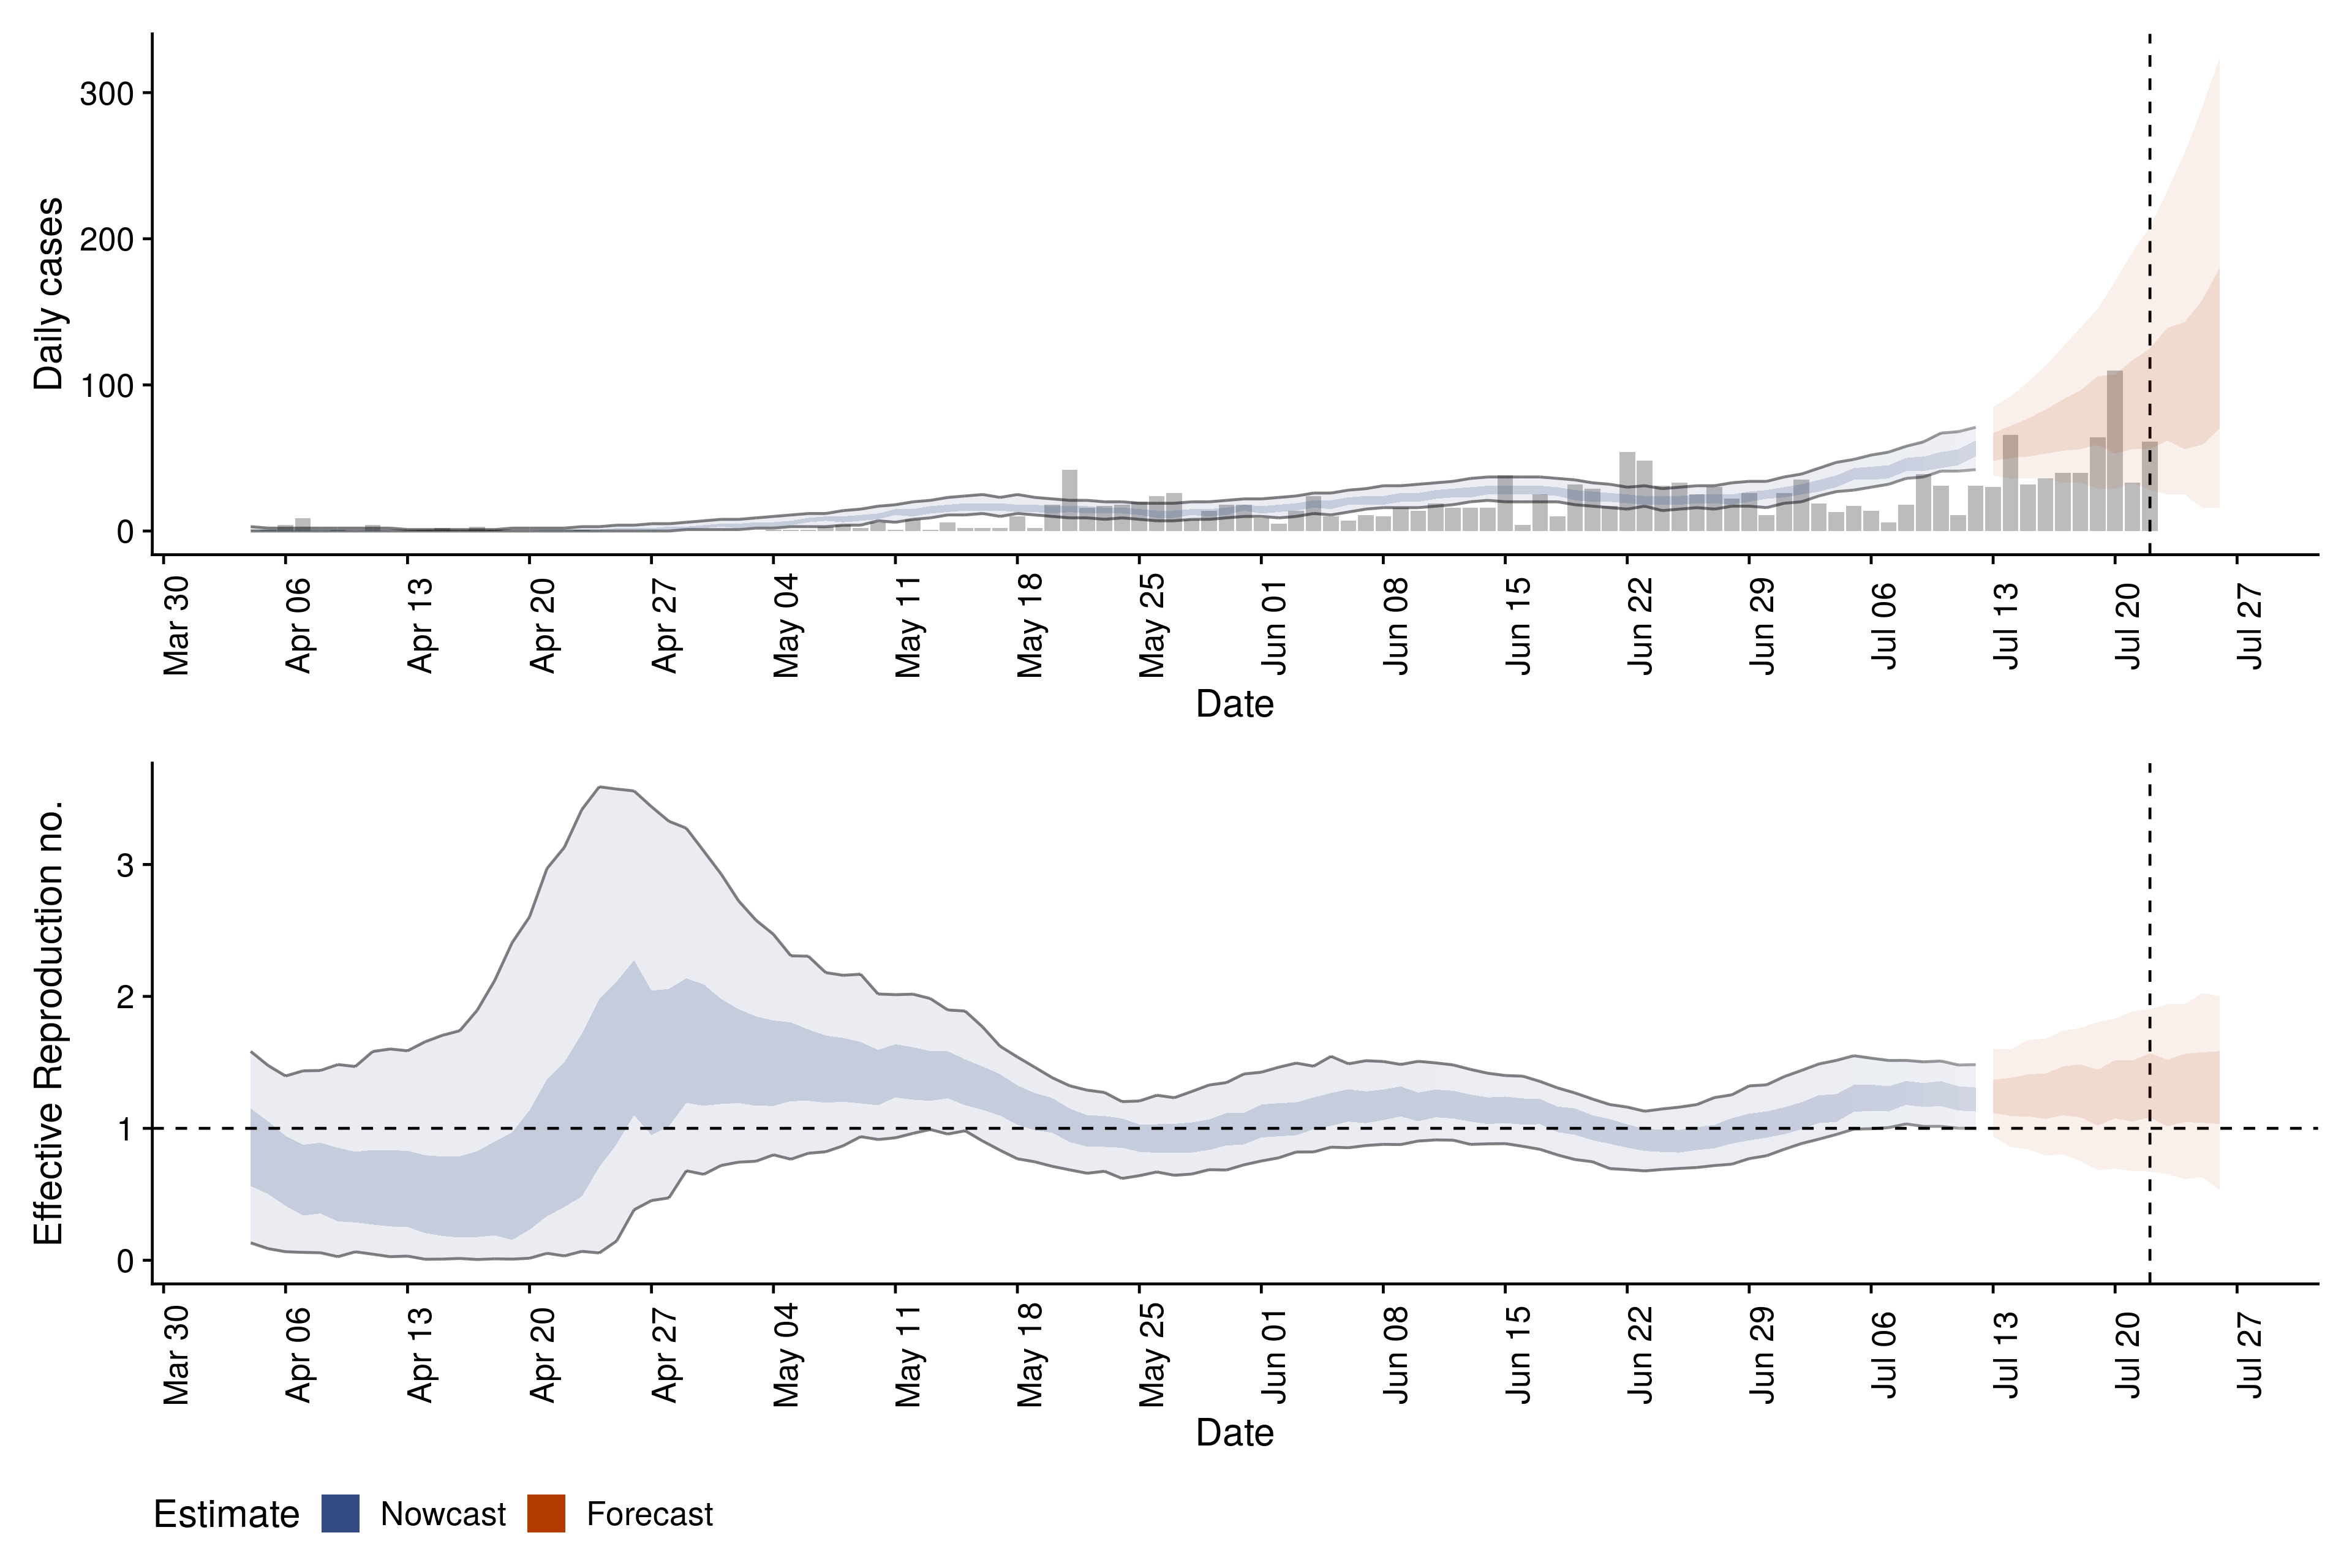 Daily cases
300
200
100
0
Mar 30 Apr 06 Apr 13 Apr 20 Apr 27 May 04 May 11 May 18 May 25 Jun 01 Jun 08 Jun 15 Jun 22 Jun 29 Jul 06 Jul 13 Jul 20 Jul 27
Date
Effective Reproduction no.
3
2
1
0
Mar 30 Apr 06 Apr 13 Apr 20 Apr 27 May 04 May 11 May 18 May 25 Jun 01 Jun 08 Jun 15 Jun 22 Jun 29 Jul 06 Jul 13 Jul 20 Jul 27
Date
Estimate Nowcast Forecast